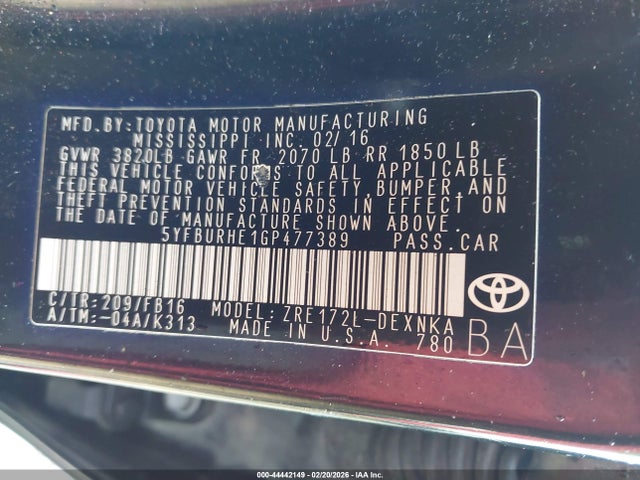 MFD.BY:TOYOTA MOTOR MANUFACTURING
MISSISSIPPI INC. 02/16
GVWR 3820LB GAWR FR 2070 LB RR 1850 LB
THIS VEHICLE CONFORMS TO ALL APPLICABLE
FEDERAL MOTOR VEHICLE SAFETY, BUMPER, AND
THEFT PREVENTION STANDARDS IN EFFECT ON
THE DATE OF MANUFACTURE SHOWN ABOVE.
5YFBURHE1GP477389 PASS.CAR
C/TR:209/FB16 MODEL: ZRE172L-DEXNKA
A/TM:-04A/K313 MADE IN U.S.A. 780 BA
000-44442149 - 02/20/2026 - IAA Inc.